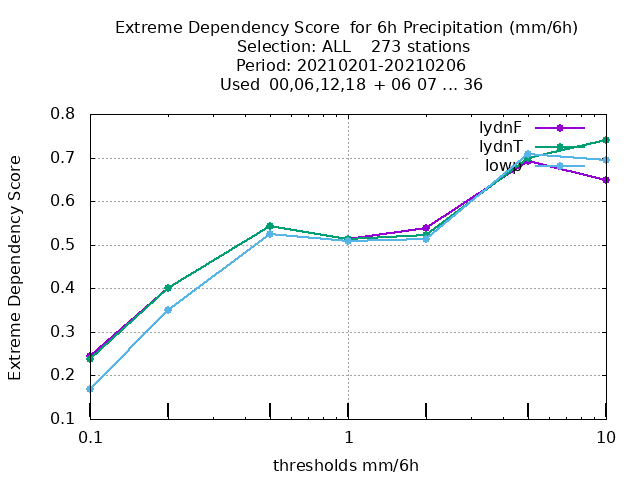 Extreme Dependency Score  for 6h Precipitation (mm/6h)
Selection: ALL    273 stations
Period: 20210201-20210206
Used  00,06,12,18  + 06 07 ... 36
lydnF
lydnT
lowp
Extreme Dependency Score
0.8
0.7
0.6
0.5
0.4
0.3
0.2
0.1
0.1 1 10
thresholds mm/6h